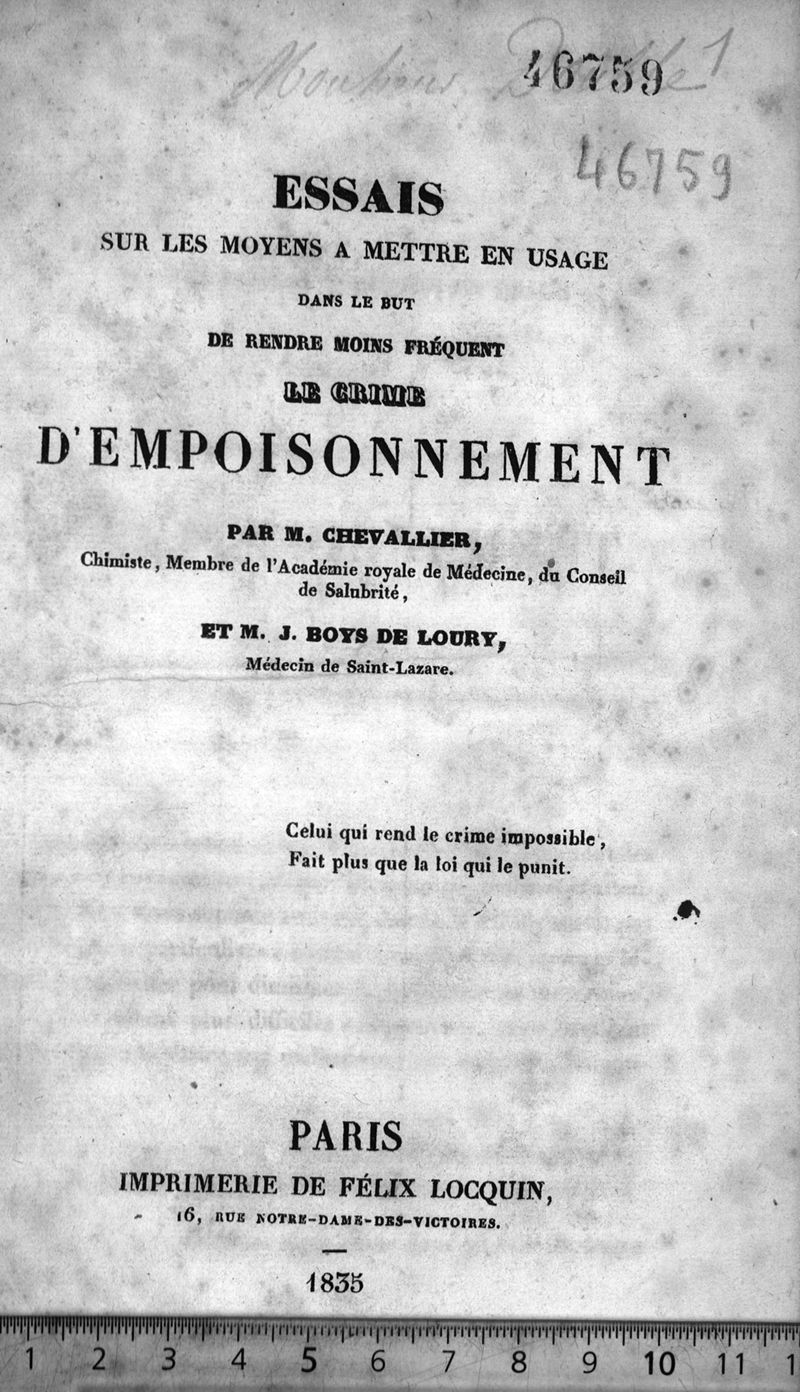 46759
46759
ESSAIS
SUR LES MOYENS A METTRE EN USAGE
DANS LE BUT
DE RENDRE MOINS FRÉQUENT
LE CRIME
D'EMPOISONNEMENT
PAR M. CHEVALLIER,
Chimiste, Membre de l'Académie royale de Médecine, du Conseil
de Salubrité,
ET M. J. BOYS DE LOURY,
Médecin de Saint-Lazare.
Celui qui rend le crime impossible,
Fait plus que la loi qui le punit.
PARIS
IMPRIMERIE DE FÉLIX LOCQUIN,
16, RUE NOTRE-DAME-DES-VICTOIRES.
1835
1 2 3 4 5 6 7 8 9 10 11